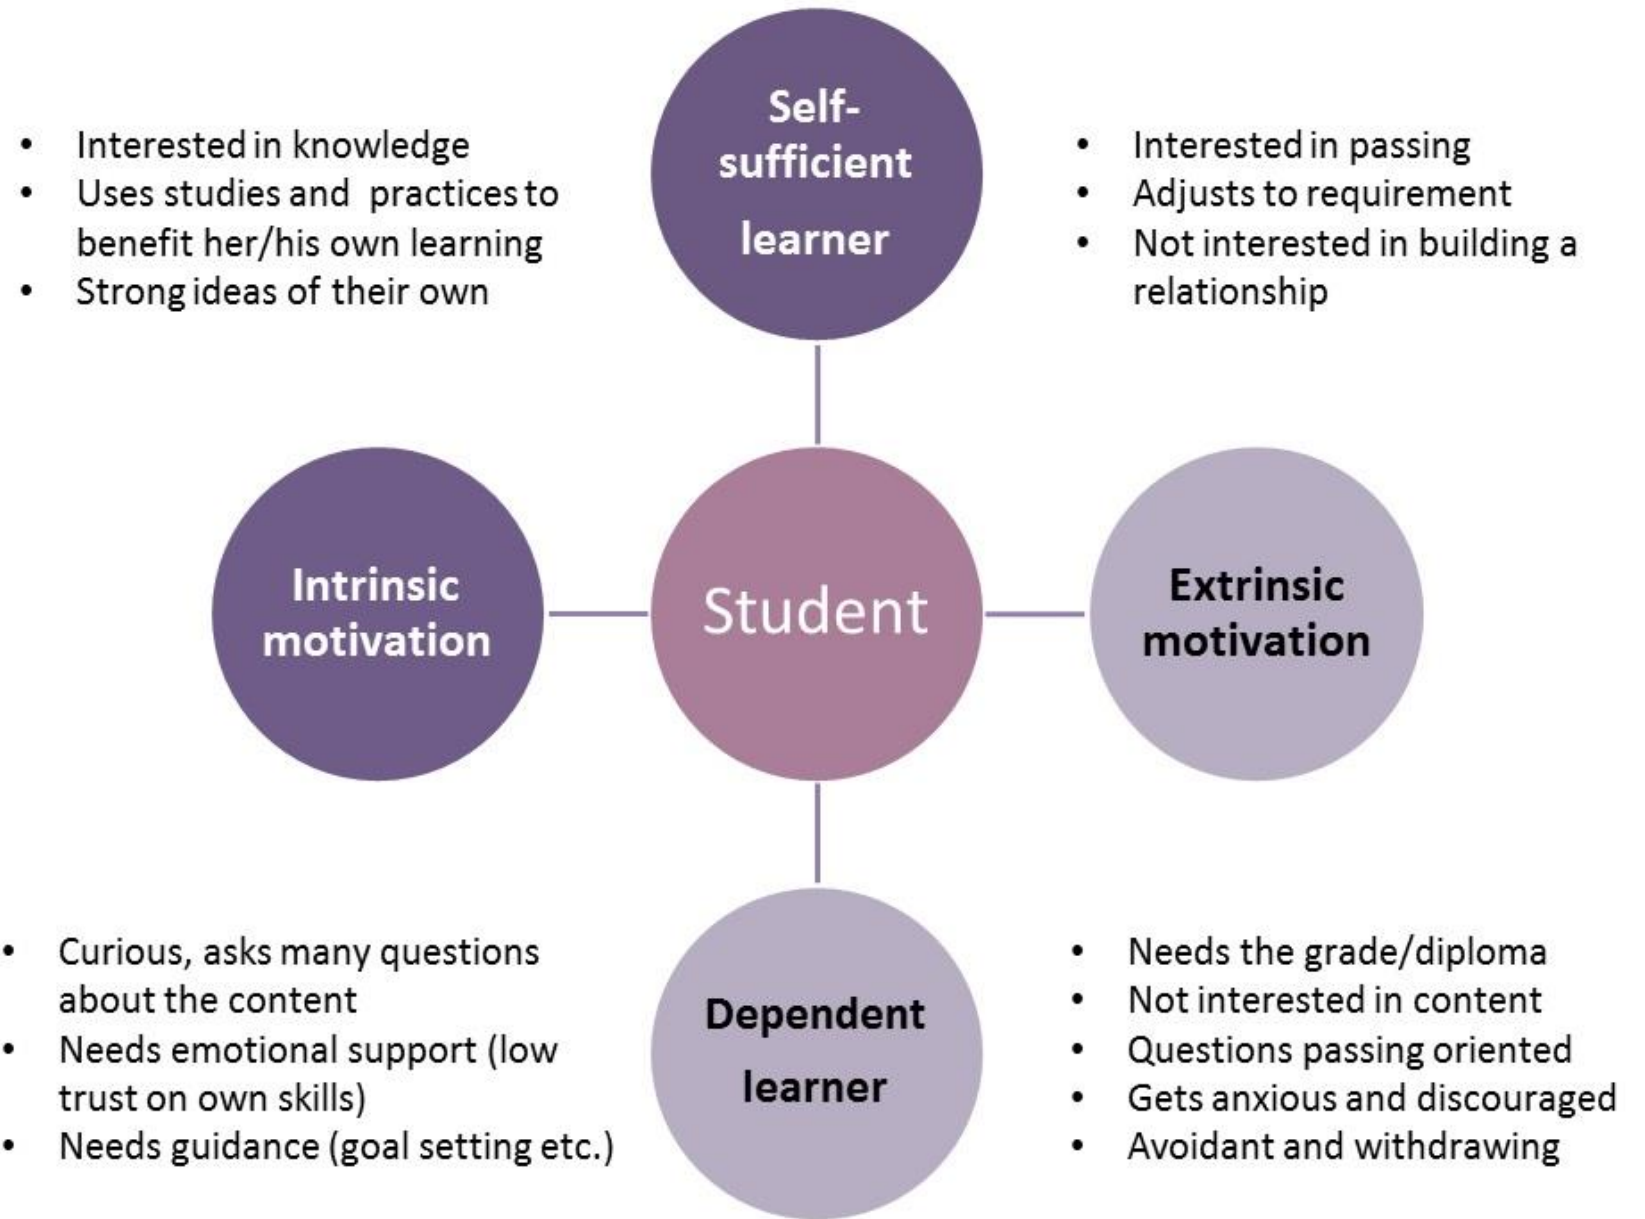 Self-
sufficient
learner
• Interested in knowledge
• Uses studies and practices to
benefit her/his own learning
• Strong ideas of their own
• Interested in passing
• Adjusts to requirement
• Not interested in building a
relationship
Intrinsic
motivation
Student
Extrinsic
motivation
• Curious, asks many questions
about the content
• Needs emotional support (low
trust on own skills)
• Needs guidance (goal setting etc.)
Dependent
learner
• Needs the grade/diploma
• Not interested in content
• Questions passing oriented
• Gets anxious and discouraged
• Avoidant and withdrawing